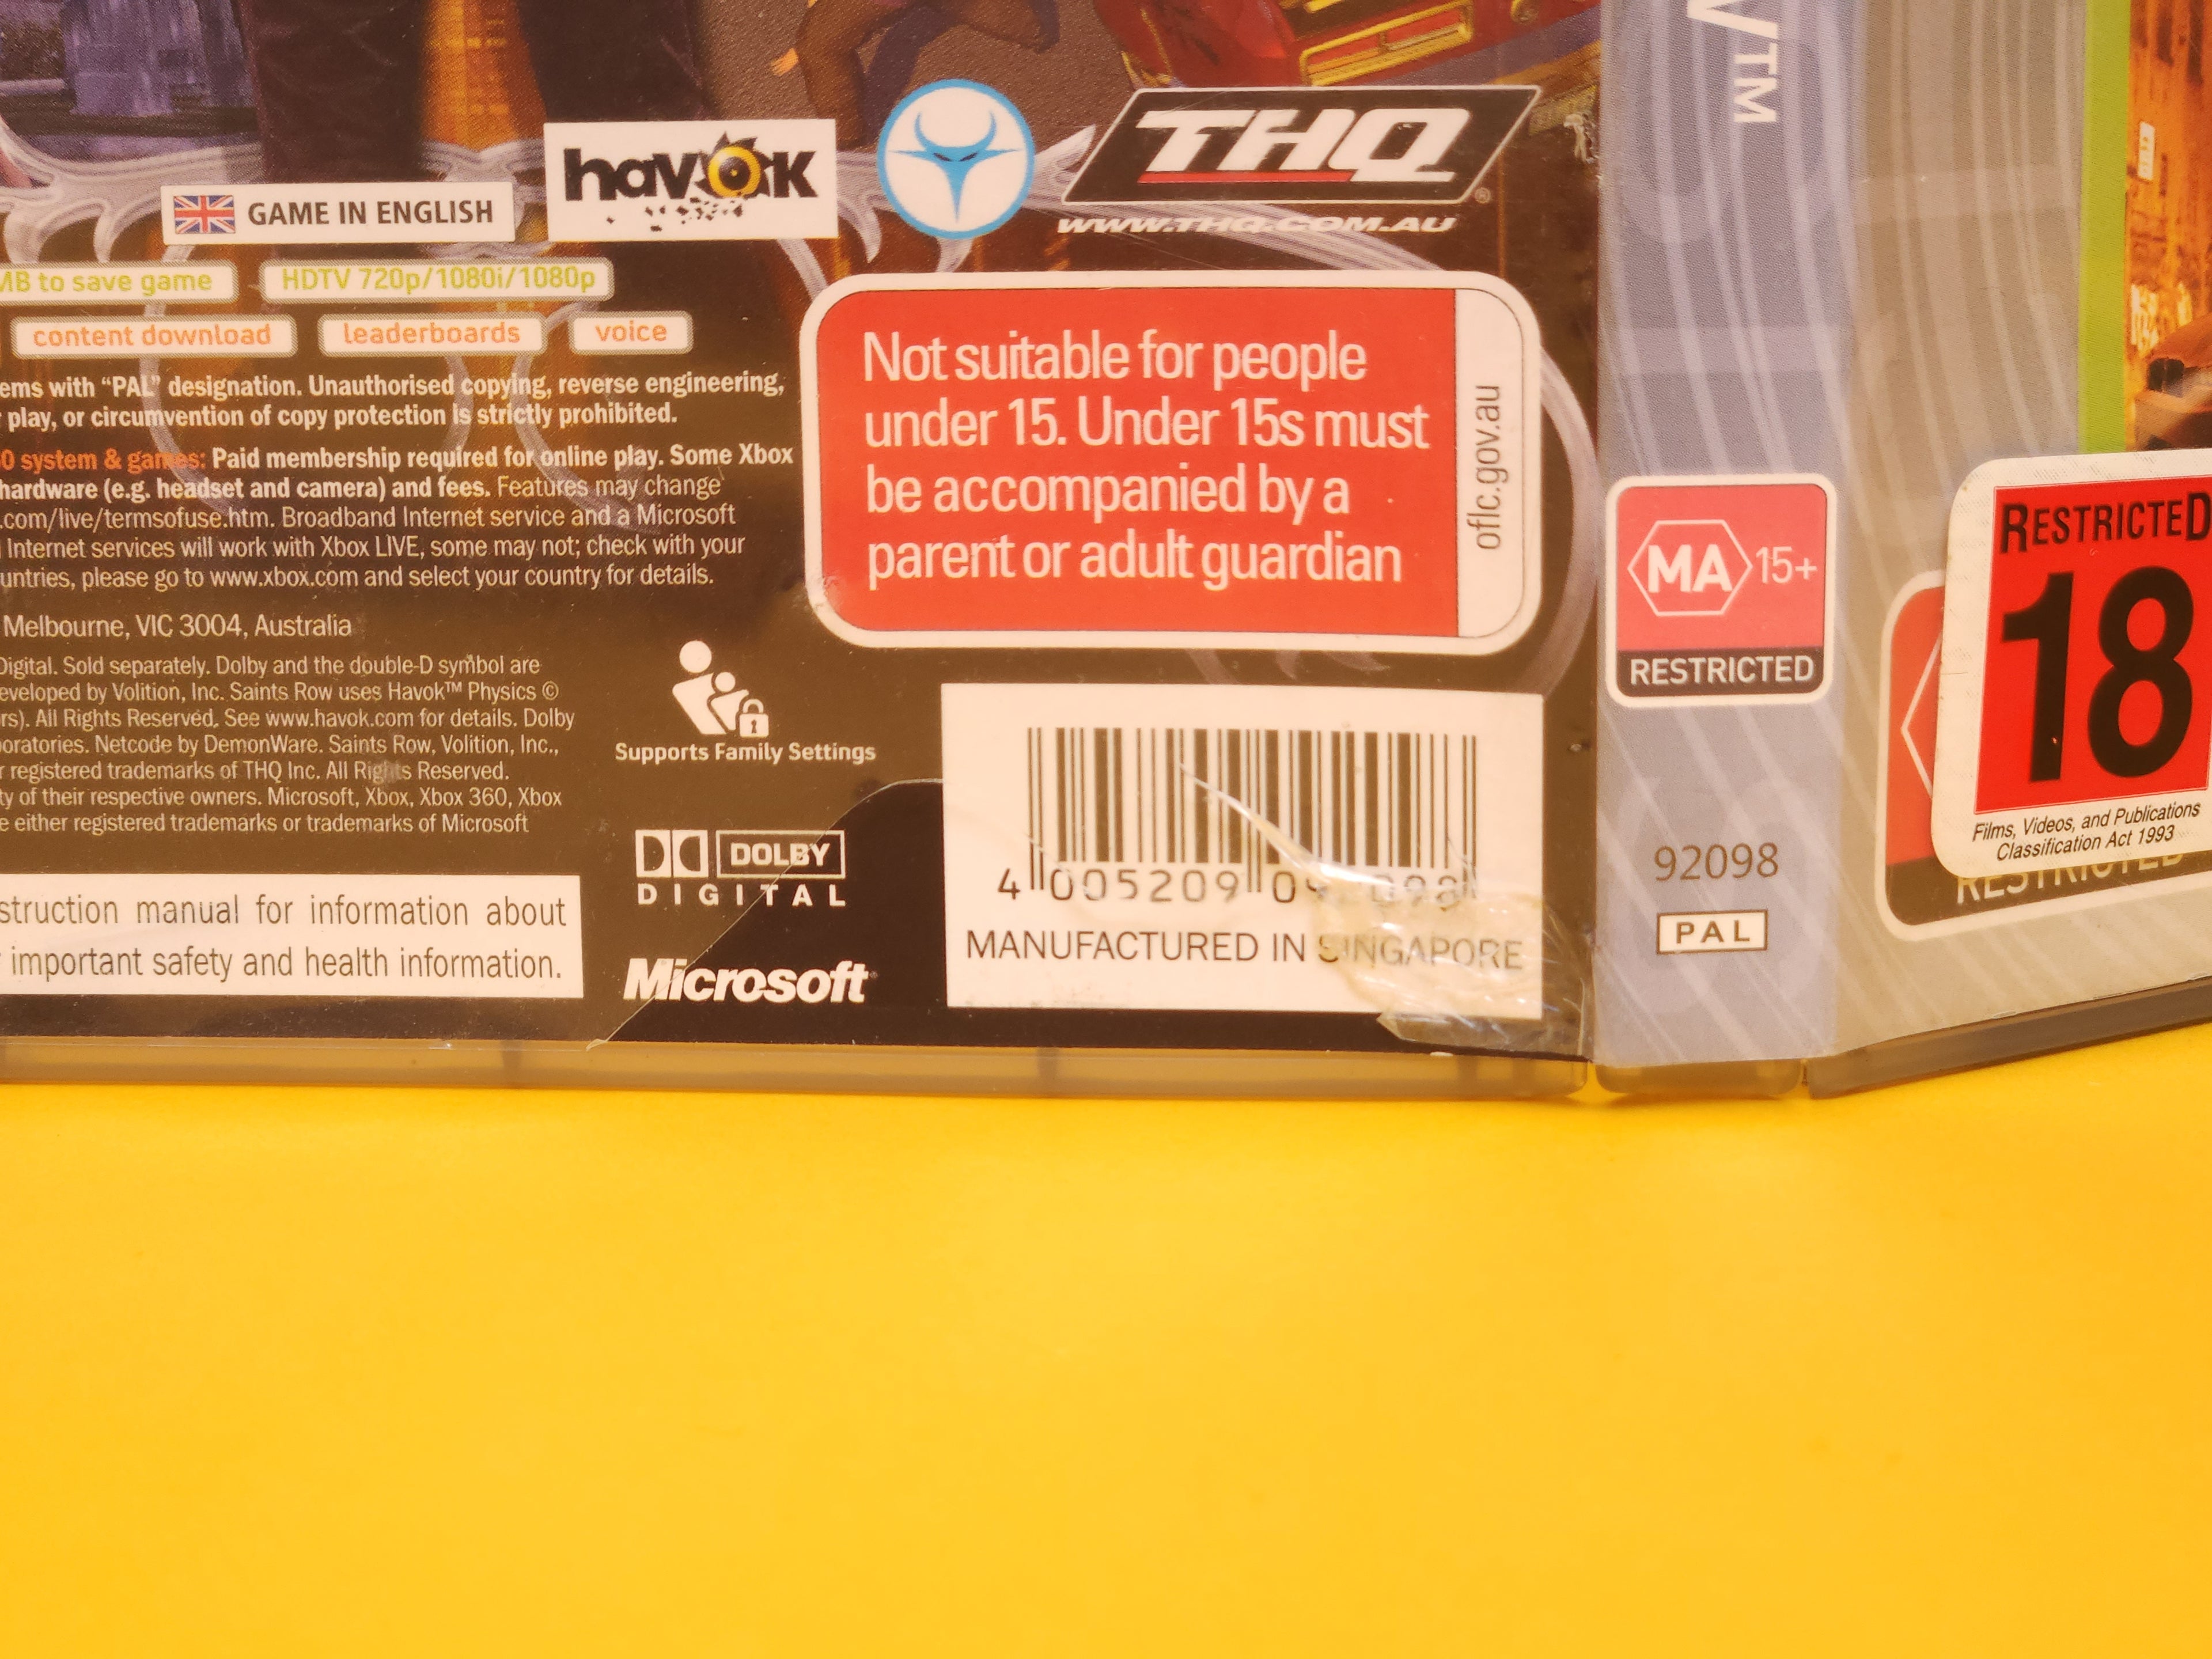 havok
THQ
®
WWW.THQ.COM.AU
GAME IN ENGLISH
MB to save game
HDTV 720p/1080i/1080p
content download
leaderboards
voice
ems with “PAL” designation. Unauthorised copying, reverse engineering,
play, or circumvention of copy protection is strictly prohibited.
0 system & games: Paid membership required for online play. Some Xbox
hardware (e.g. headset and camera) and fees. Features may change
.com/live/termsofuse.htm. Broadband Internet service and a Microsoft
Internet services will work with Xbox LIVE, some may not; check with your
untries, please go to www.xbox.com and select your country for details.
Melbourne, VIC 3004, Australia
Digital. Sold separately. Dolby and the double-D symbol are
eveloped by Volition, Inc. Saints Row uses Havok™ Physics ©
rs). All Rights Reserved. See www.havok.com for details. Dolby
oratories. Netcode by DemonWare. Saints Row, Volition, Inc.,
r registered trademarks of THQ Inc. All Rights Reserved.
ty of their respective owners. Microsoft, Xbox, Xbox 360, Xbox
e either registered trademarks or trademarks of Microsoft
struction manual for information about
important safety and health information.
Supports Family Settings
DOLBY
DIGITAL
Microsoft®
Not suitable for people
under 15. Under 15s must
be accompanied by a
parent or adult guardian
oflc.gov.au
4 005209 09 098
MANUFACTURED IN SINGAPORE
V™
MA 15+
RESTRICTED
92098
PAL
RESTRICTED
18
Films, Videos, and Publications
Classification Act 1993
RESTRICTED